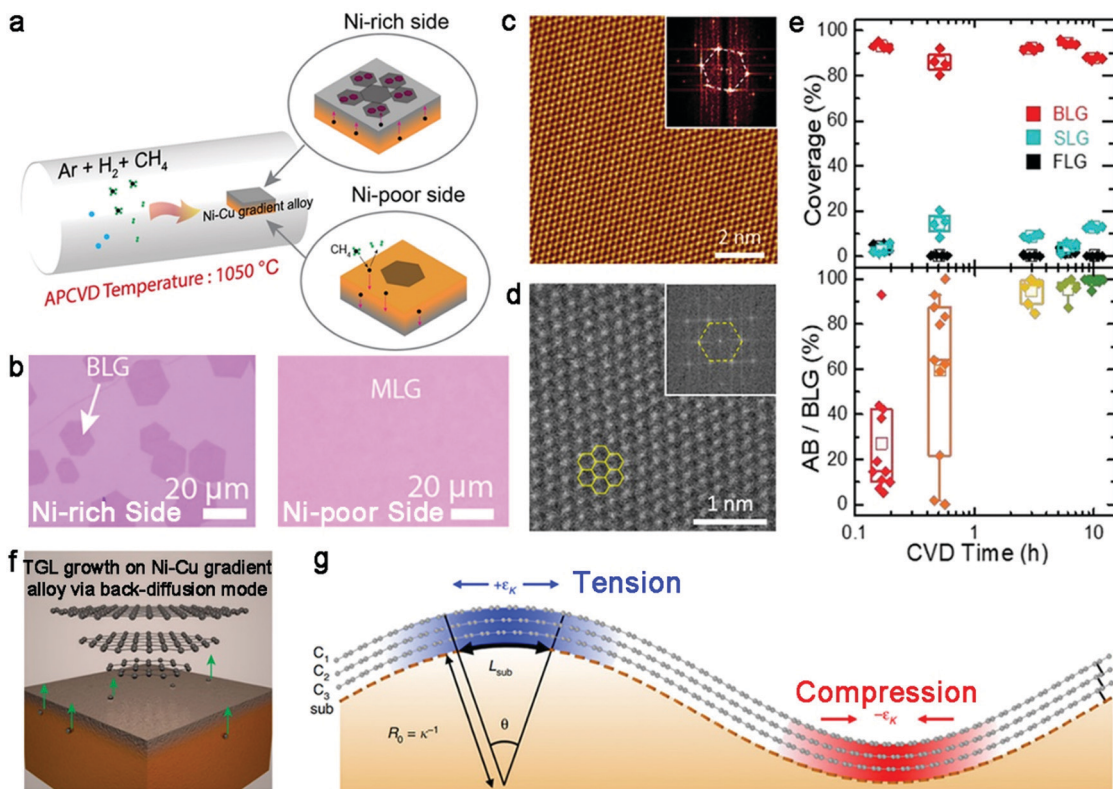 a
Ni-rich side
Ar + H₂+ CH₄
Ni-Cu gradient alloy
APCVD Temperature : 1050 °C
Ni-poor side
CH₄
b
BLG
20 μm
Ni-rich Side
MLG
20 μm
Ni-poor Side
c
2 nm
d
1 nm
e
Coverage (%)
100
80
60
40
20
0
BLG
SLG
FLG
AB / BLG (%)
100
80
60
40
20
0
0.1
1
10
CVD Time (h)
f
TGL growth on Ni-Cu gradient
alloy via back-diffusion mode
g
+εκ
Tension
C₁
C₂
C₃
sub
L sub
R₀ = κ⁻¹
θ
Compression
−εκ